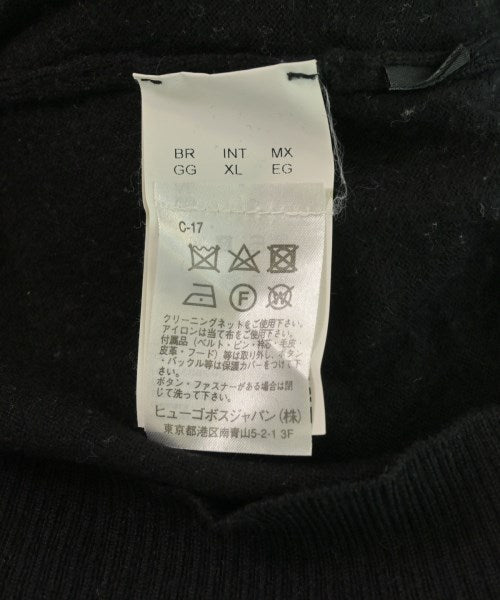 BR INT MX
GG XL EG
C-17
F W
クリーニングネットをご使用下さい。
アイロンは当て布をご使用下さい。
付属品（ベルト・ピン・衿芯・毛皮・
皮革・フード）等は取り外し、ボタン
・バックル等は保護カバーをつけて下
さい。
ボタン・ファスナーがある場合は閉
じて洗って下さい。
ヒューゴボスジャパン（株）
東京都港区南青山5-2-1 3F